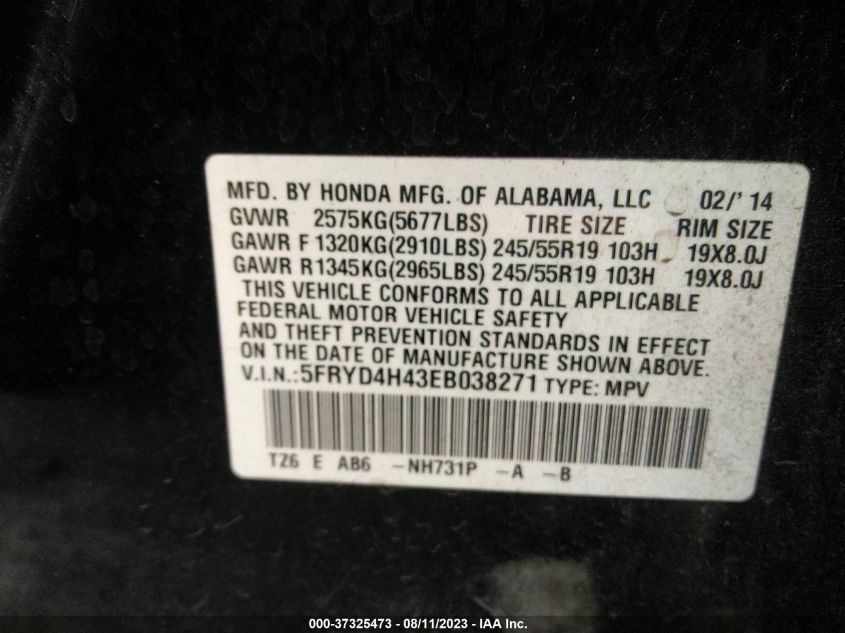 MFD. BY HONDA MFG. OF ALABAMA, LLC 02/' 14
GVWR 2575KG(5677LBS) TIRE SIZE RIM SIZE
GAWR F 1320KG(2910LBS) 245/55R19 103H 19X8.0J
GAWR R 1345KG(2965LBS) 245/55R19 103H 19X8.0J
THIS VEHICLE CONFORMS TO ALL APPLICABLE
FEDERAL MOTOR VEHICLE SAFETY
AND THEFT PREVENTION STANDARDS IN EFFECT
ON THE DATE OF MANUFACTURE SHOWN ABOVE.
V.I.N.:5FRYD4H43EB038271 TYPE: MPV
TZ6 E AB6 -NH731P -A -B
000-37325473 - 08/11/2023 - IAA Inc.